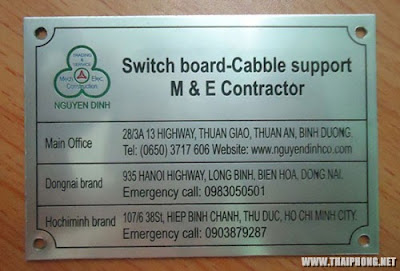 TRADING & SERVICE
Mech. Elec.
Construction
NGUYEN DINH
Switch board-Cabble support
M & E Contractor
Main Office
28/3A 13 HIGHWAY, THUAN GIAO, THUAN AN, BINH DUONG.
Tel: (0650) 3717 606 Website: www.nguyendinhco.com
Dongnai brand
935 HANOI HIGHWAY, LONG BINH, BIEN HOA, DONG NAI.
Emergency call: 0983050501
Hochiminh brand
107/6 38St, HIEP BINH CHANH, THU DUC, HO CHI MINH CITY.
Emergency call: 0903879287
WWW.THAIPHONG.NET